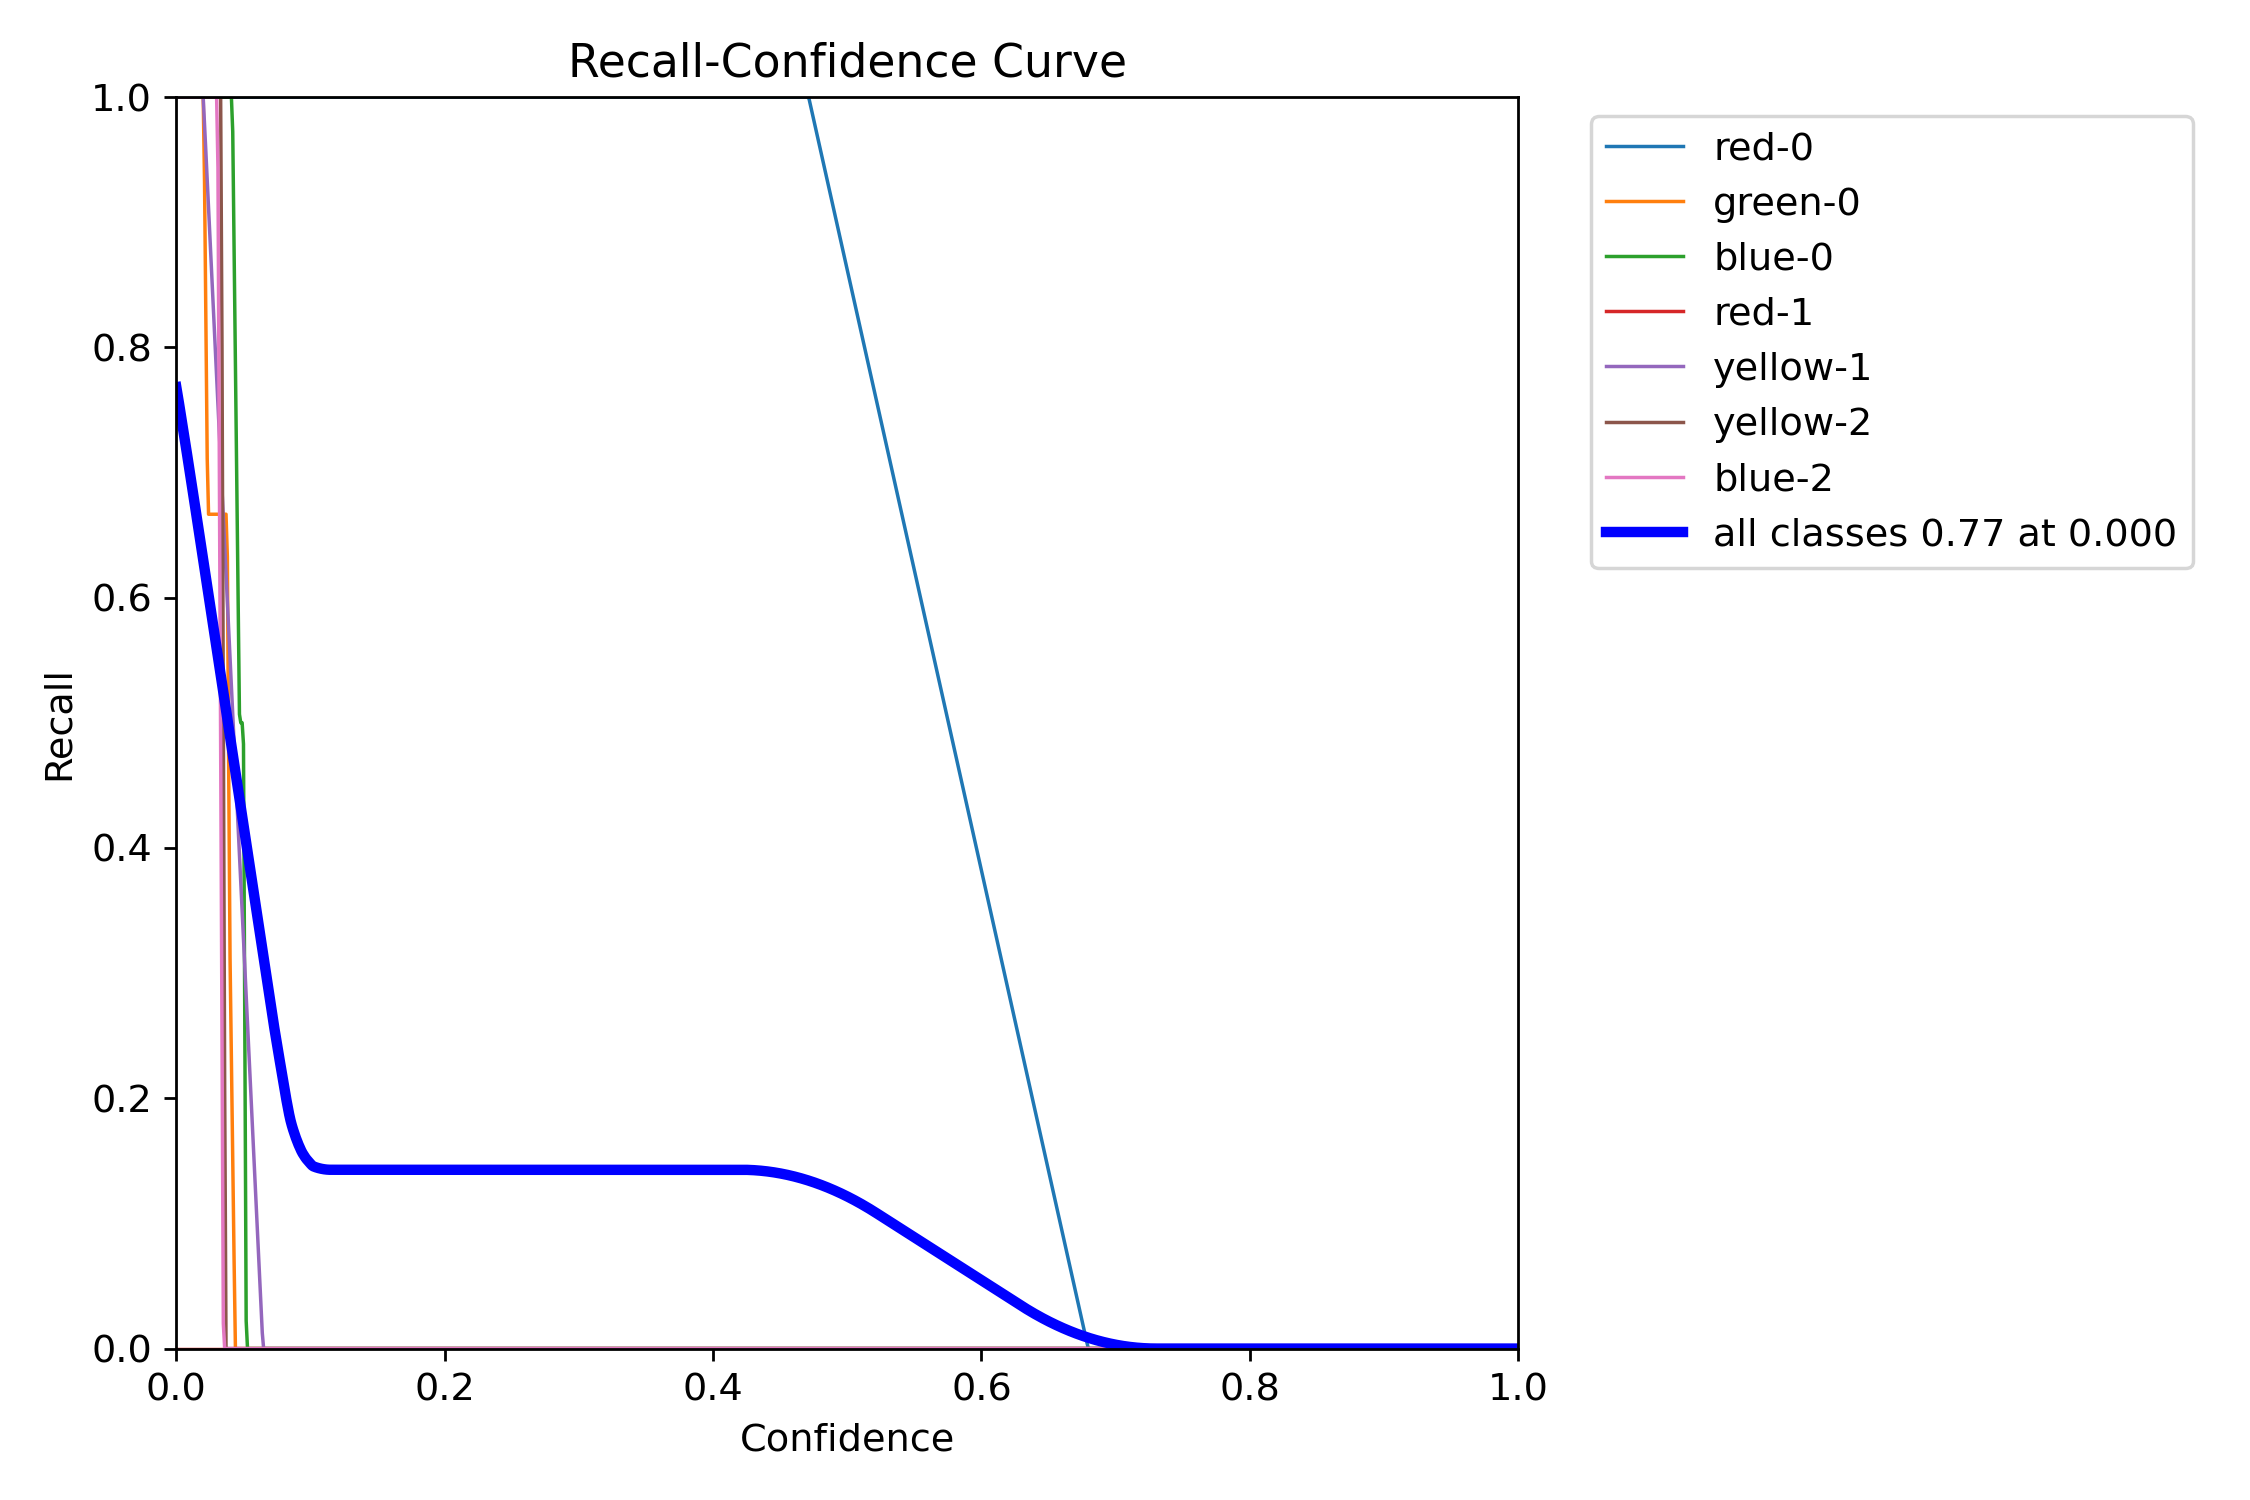 Recall-Confidence Curve
1.0
0.8
0.6
0.4
0.2
0.0
Recall
0.0 0.2 0.4 0.6 0.8 1.0
Confidence
red-0
green-0
blue-0
red-1
yellow-1
yellow-2
blue-2
all classes 0.77 at 0.000